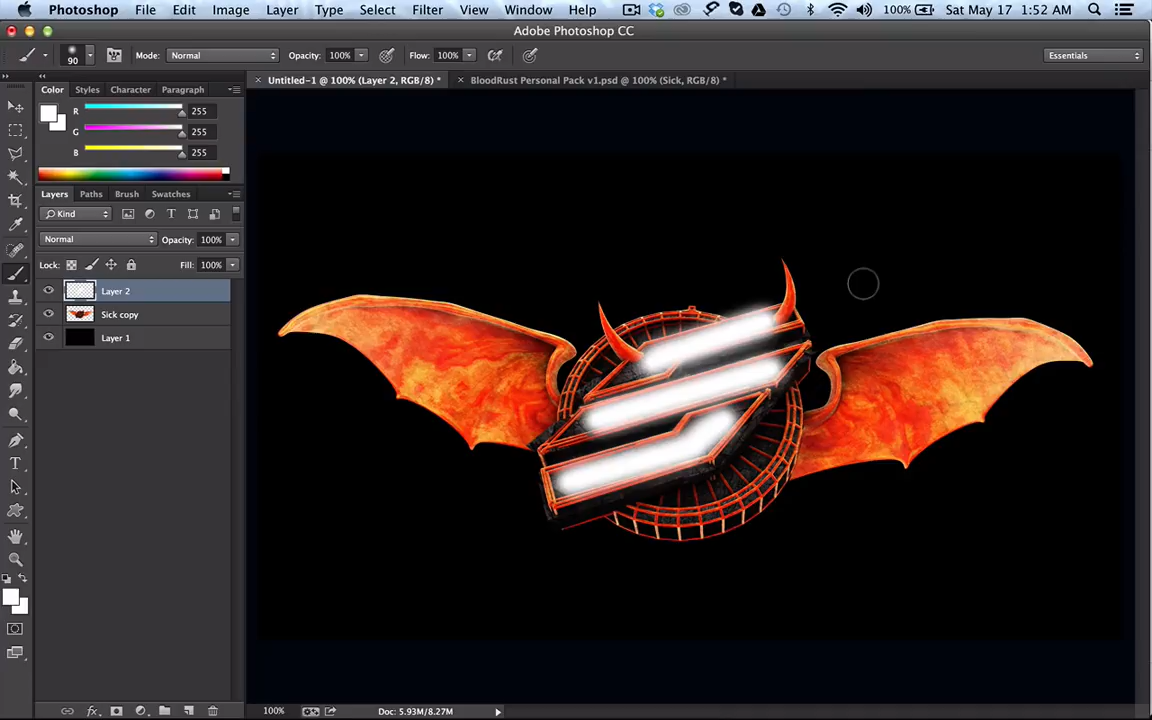 Photoshop File Edit Image Layer Type Select Filter View Window Help 100% Sat May 17 1:52 AM
Adobe Photoshop CC
90 Mode: Normal Opacity: 100% Flow: 100% Essentials
Untitled-1 @ 100% (Layer 2, RGB/8) * BloodRust Personal Pack v1.psd @ 100% (Sick, RGB/8) *
Color Styles Character Paragraph
R 255
G 255
B 255
Layers Paths Brush Swatches
Kind
Normal Opacity: 100%
Lock: Fill: 100%
Layer 2
Sick copy
Layer 1
100% Doc: 5.93M/8.27M